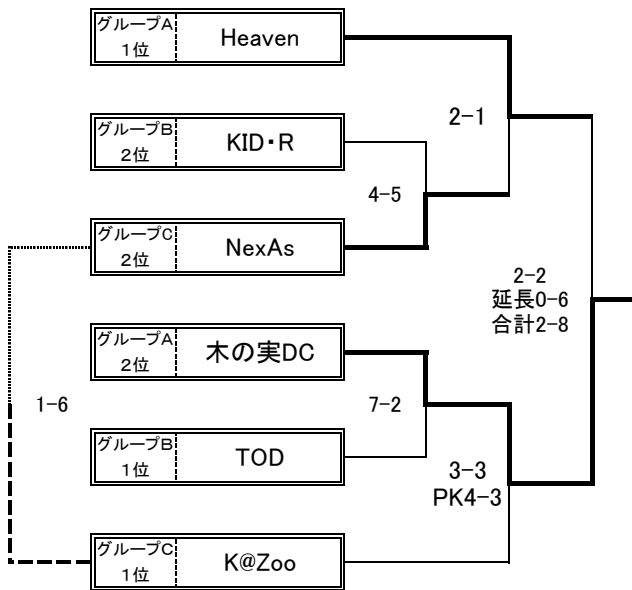 グループA
1位
Heaven
グループB
2位
KID・R
グループC
2位
NexAs
グループA
2位
木の実DC
グループB
1位
TOD
グループC
1位
K@Zoo
2-1
4-5
2-2
延長0-6
合計2-8
1-6
7-2
3-3
PK4-3